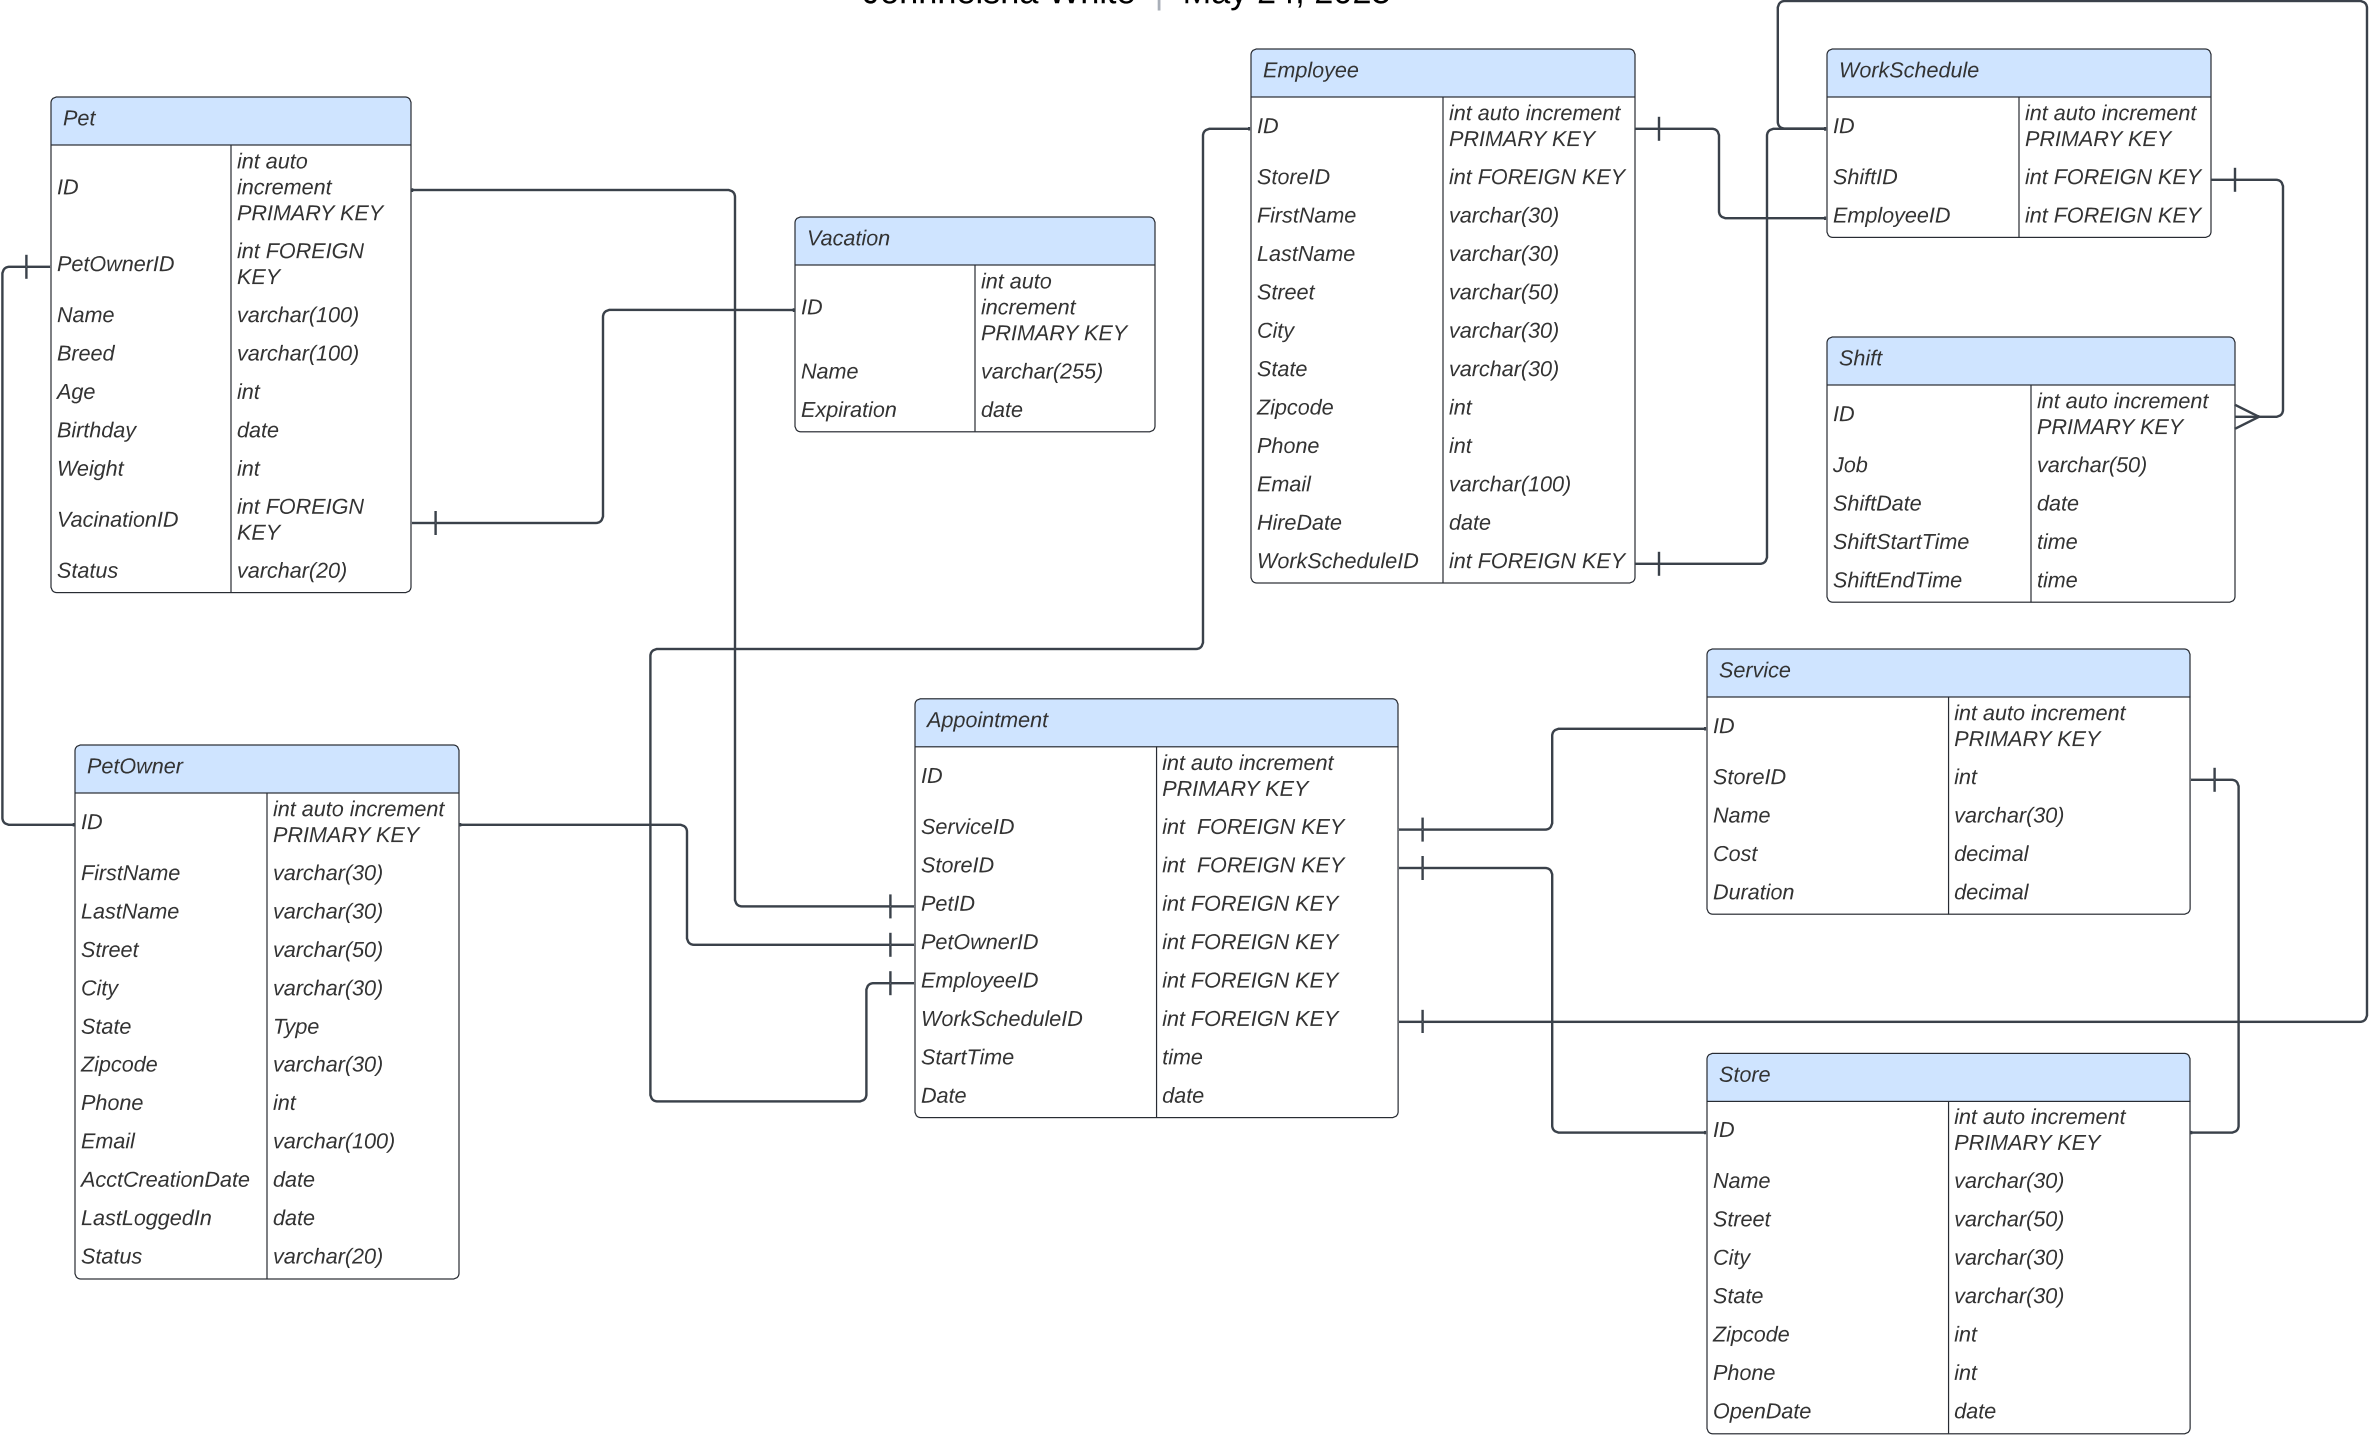 May 24, 2023
Pet
ID int auto
increment
PRIMARY KEY
PetOwnerID int FOREIGN
KEY
Name varchar(100)
Breed varchar(100)
Age int
Birthday date
Weight int
VacinationID int FOREIGN
KEY
Status varchar(20)
Vacation
ID int auto
increment
PRIMARY KEY
Name varchar(255)
Expiration date
Employee
ID int auto increment
PRIMARY KEY
StoreID int FOREIGN KEY
FirstName varchar(30)
LastName varchar(30)
Street varchar(50)
City varchar(30)
State varchar(30)
Zipcode int
Phone int
Email varchar(100)
HireDate date
WorkScheduleID int FOREIGN KEY
WorkSchedule
ID int auto increment
PRIMARY KEY
ShiftID int FOREIGN KEY
EmployeeID int FOREIGN KEY
Shift
ID int auto increment
PRIMARY KEY
Job varchar(50)
ShiftDate date
ShiftStartTime time
ShiftEndTime time
PetOwner
ID int auto increment
PRIMARY KEY
FirstName varchar(30)
LastName varchar(30)
Street varchar(50)
City varchar(30)
State Type
Zipcode varchar(30)
Phone int
Email varchar(100)
AcctCreationDate date
LastLoggedIn date
Status varchar(20)
Appointment
ID int auto increment
PRIMARY KEY
ServiceID int FOREIGN KEY
StoreID int FOREIGN KEY
PetID int FOREIGN KEY
PetOwnerID int FOREIGN KEY
EmployeeID int FOREIGN KEY
WorkScheduleID int FOREIGN KEY
StartTime time
Date date
Service
ID int auto increment
PRIMARY KEY
StoreID int
Name varchar(30)
Cost decimal
Duration decimal
Store
ID int auto increment
PRIMARY KEY
Name varchar(30)
Street varchar(50)
City varchar(30)
State varchar(30)
Zipcode int
Phone int
OpenDate date